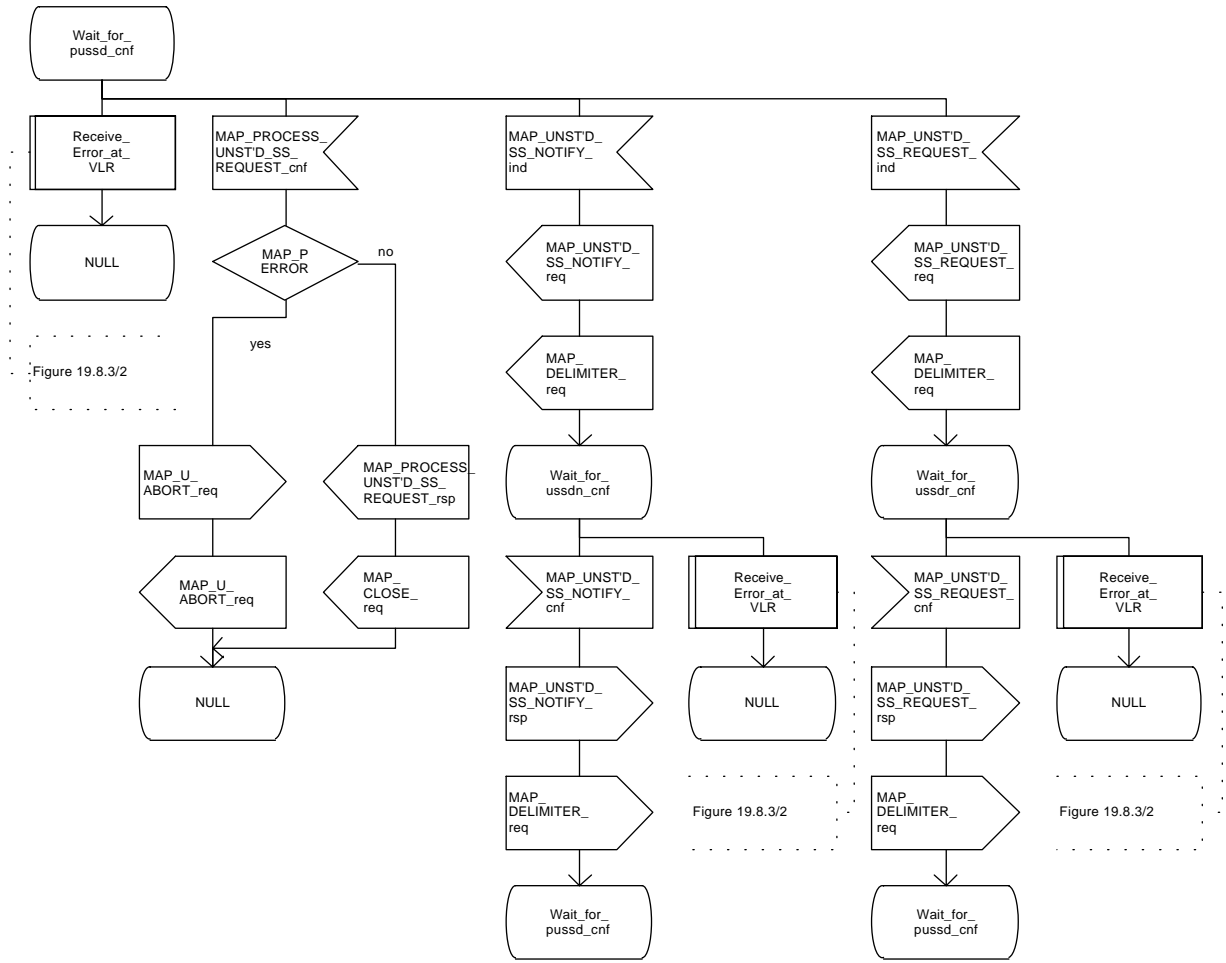 Wait_for_
pussd_cnf
Receive_
Error_at_
VLR
MAP_PROCESS_
UNST'D_SS_
REQUEST_cnf
MAP_UNST'D_
SS_NOTIFY_
ind
MAP_UNST'D_
SS_REQUEST_
ind
NULL
MAP_P
ERROR
no
yes
MAP_UNST'D_
SS_NOTIFY_
req
MAP_UNST'D_
SS_REQUEST_
req
Figure 19.8.3/2
MAP_
DELIMITER_
req
MAP_
DELIMITER_
req
MAP_U_
ABORT_req
MAP_PROCESS_
UNST'D_SS_
REQUEST_rsp
Wait_for_
ussdn_cnf
Wait_for_
ussdr_cnf
MAP_U_
ABORT_req
MAP_
CLOSE_
req
MAP_UNST'D_
SS_NOTIFY_
cnf
Receive_
Error_at_
VLR
MAP_UNST'D_
SS_REQUEST_
cnf
Receive_
Error_at_
VLR
NULL
MAP_UNST'D_
SS_NOTIFY_
rsp
NULL
MAP_UNST'D_
SS_REQUEST_
rsp
NULL
MAP_
DELIMITER_
req
Figure 19.8.3/2
MAP_
DELIMITER_
req
Figure 19.8.3/2
Wait_for_
pussd_cnf
Wait_for_
pussd_cnf